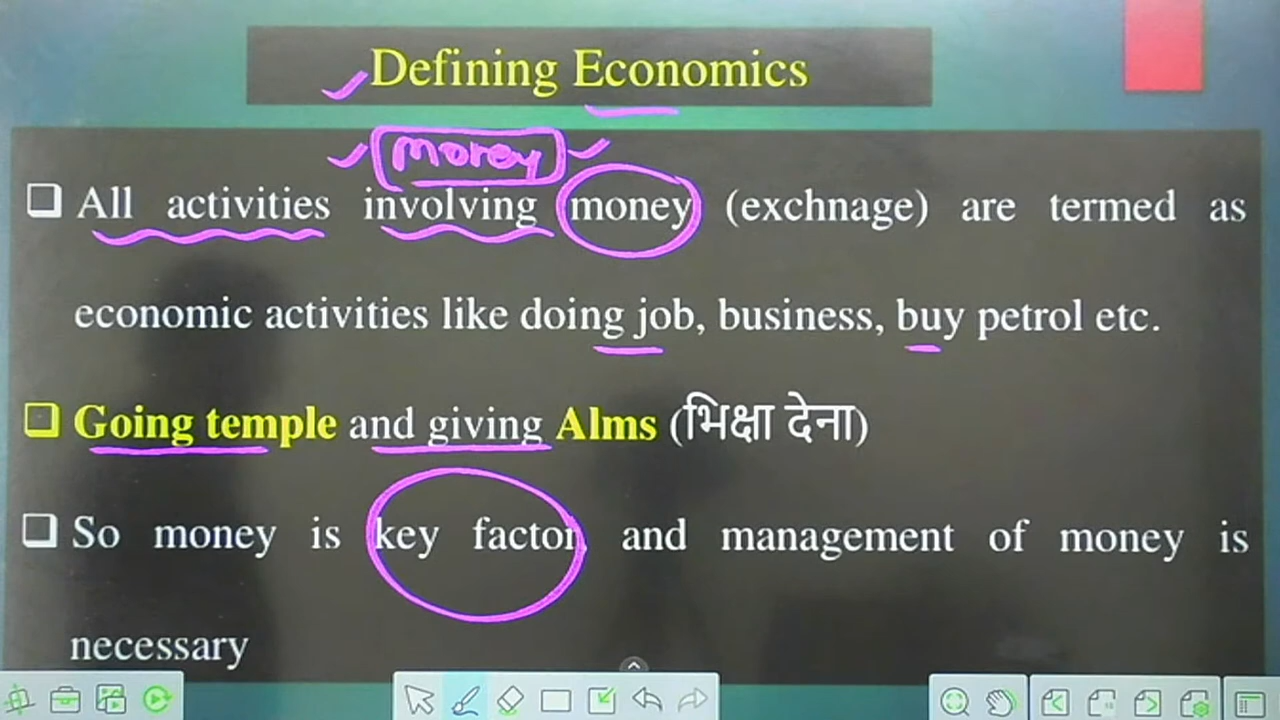 Defining Economics
money
All activities involving money (exchnage) are termed as
economic activities like doing job, business, buy petrol etc.
Going temple and giving Alms (भिक्षा देना)
So money is key factor, and management of money is
necessary